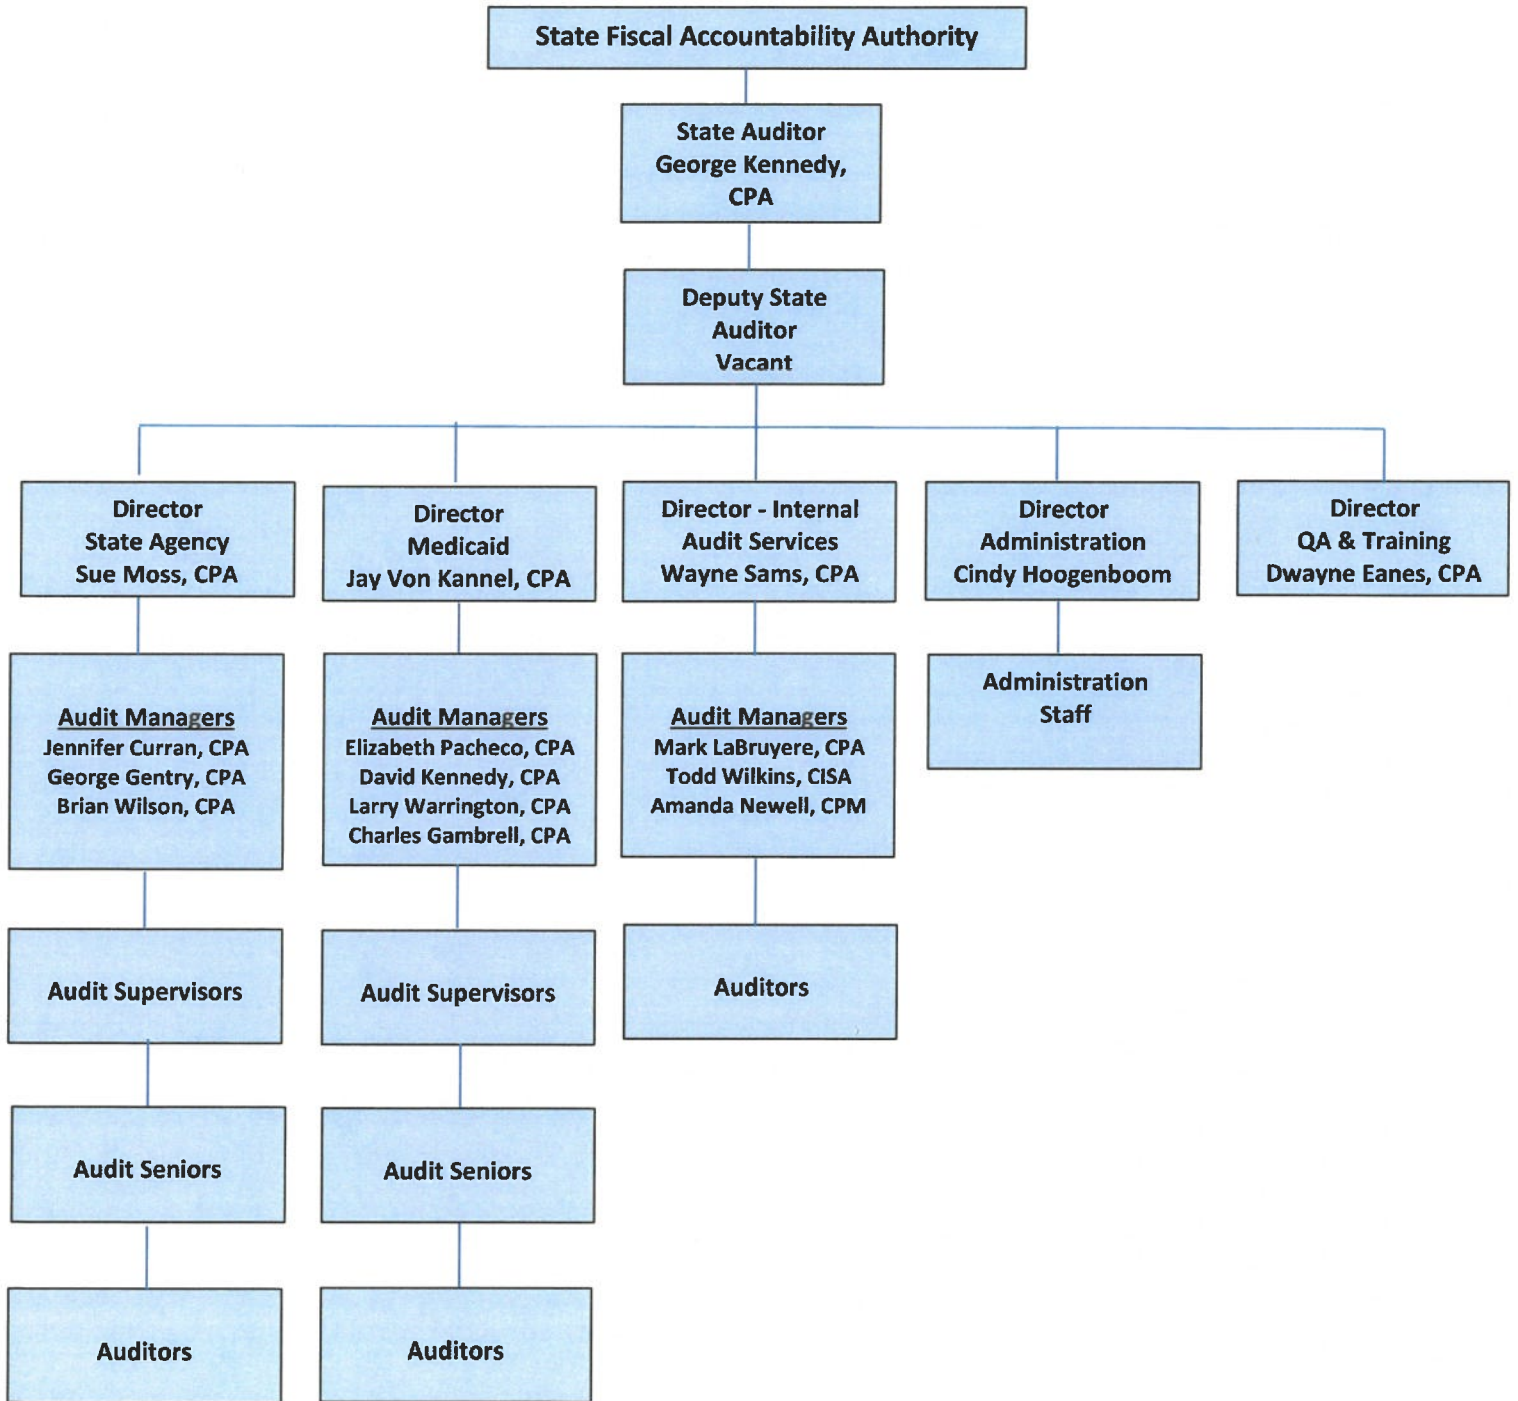 State Fiscal Accountability Authority
State Auditor
George Kennedy,
CPA
Deputy State
Auditor
Vacant
Director
State Agency
Sue Moss, CPA
Director
Medicaid
Jay Von Kannel, CPA
Director - Internal
Audit Services
Wayne Sams, CPA
Director
Administration
Cindy Hoogenboom
Director
QA & Training
Dwayne Eanes, CPA
Audit Managers
Jennifer Curran, CPA
George Gentry, CPA
Brian Wilson, CPA
Audit Managers
Elizabeth Pacheco, CPA
David Kennedy, CPA
Larry Warrington, CPA
Charles Gambrell, CPA
Audit Managers
Mark LaBruyere, CPA
Todd Wilkins, CISA
Amanda Newell, CPM
Administration
Staff
Audit Supervisors
Audit Supervisors
Auditors
Audit Seniors
Audit Seniors
Auditors
Auditors